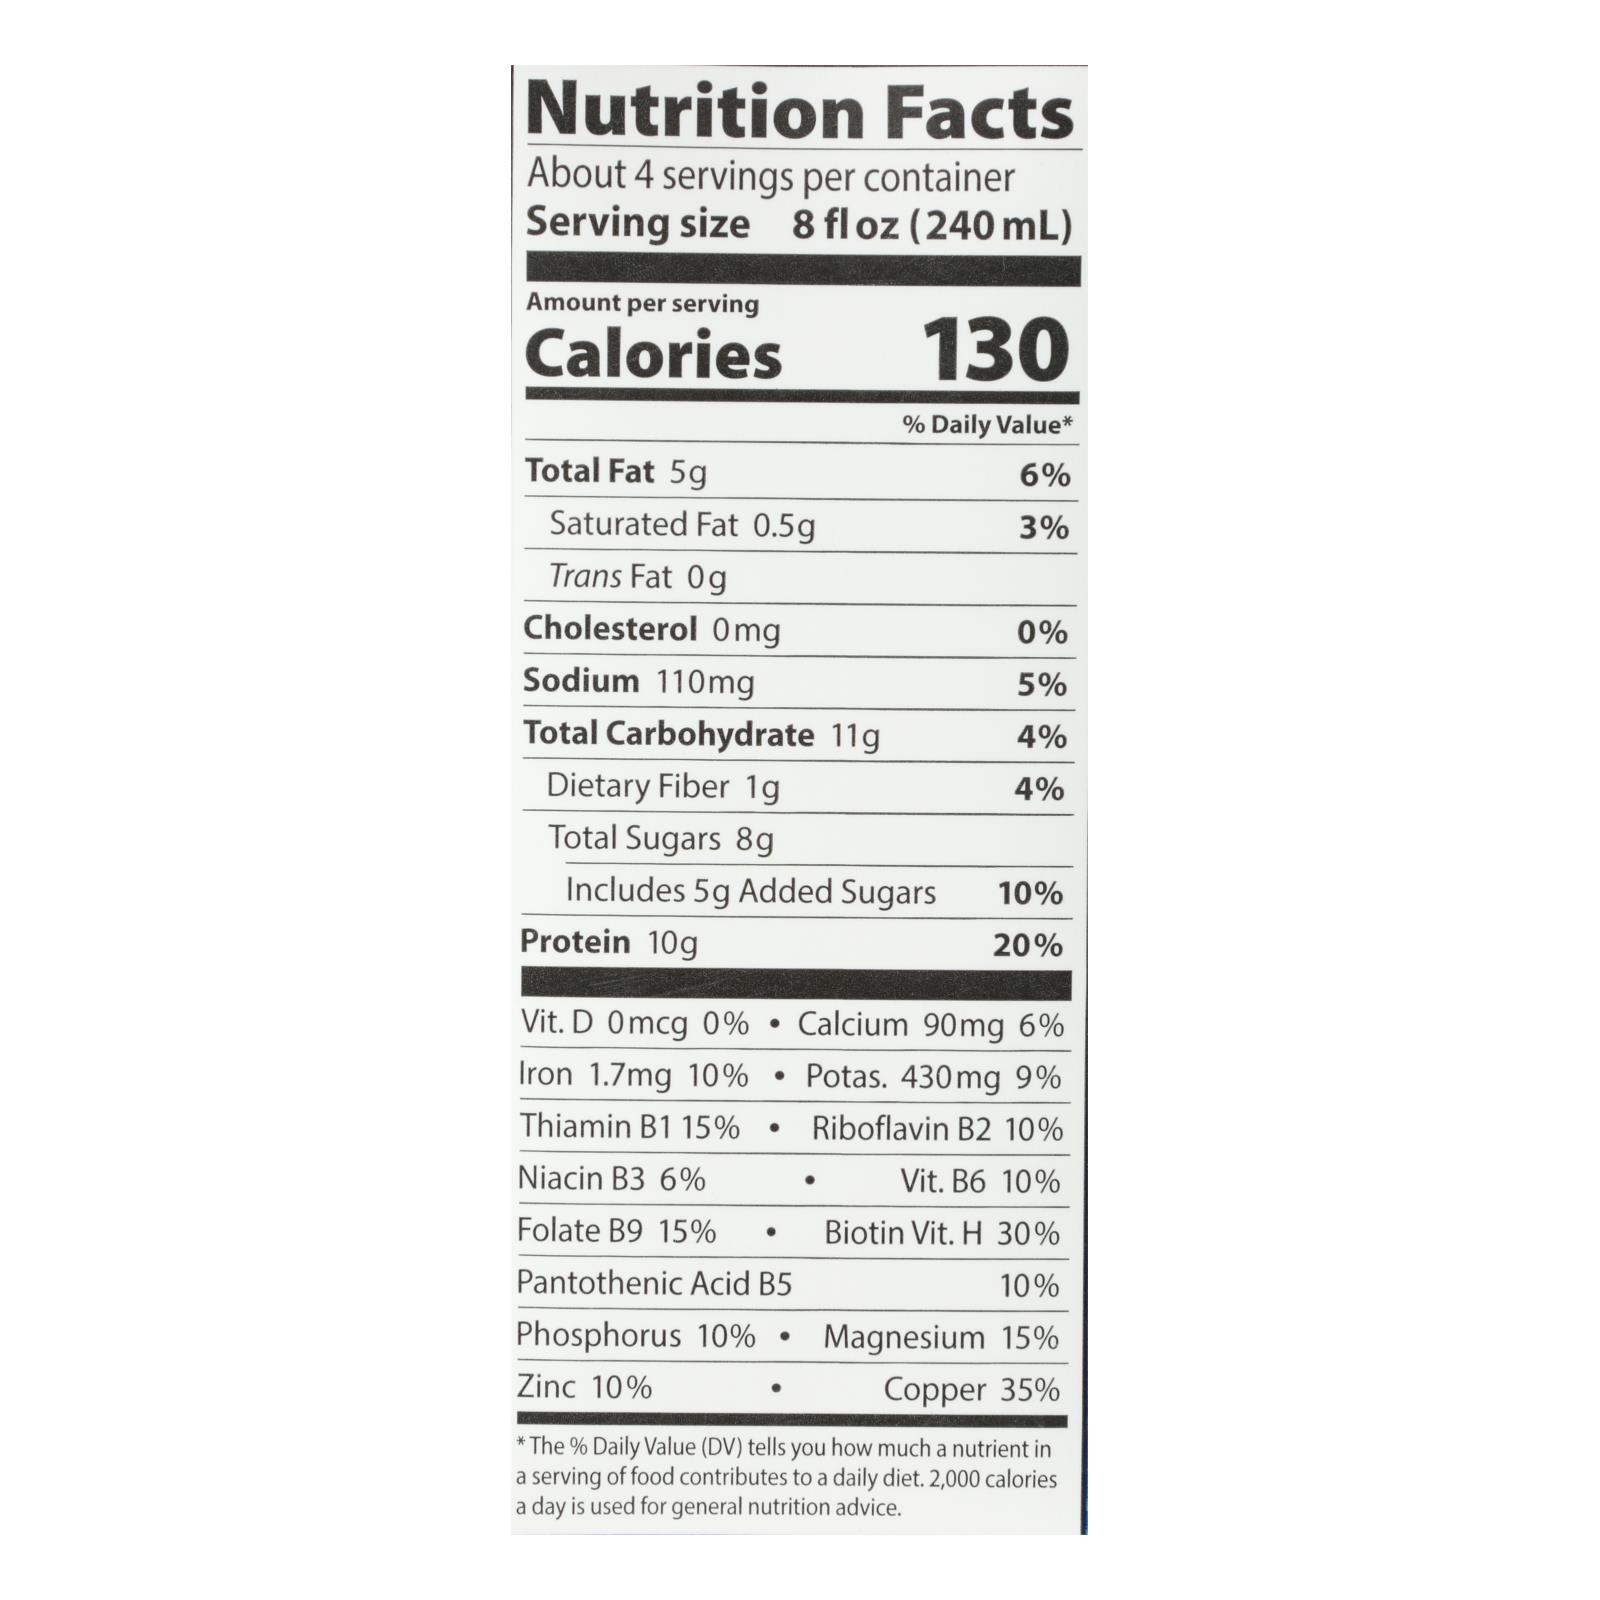 Nutrition Facts
About 4 servings per container
Serving size 8 fl oz (240 mL)
Amount per serving
Calories 130
% Daily Value*
Total Fat 5g 6%
Saturated Fat 0.5g 3%
Trans Fat 0g
Cholesterol 0mg 0%
Sodium 110mg 5%
Total Carbohydrate 11g 4%
Dietary Fiber 1g 4%
Total Sugars 8g
Includes 5g Added Sugars 10%
Protein 10g 20%
Vit. D 0mcg 0% • Calcium 90mg 6%
Iron 1.7mg 10% • Potas. 430mg 9%
Thiamin B1 15% • Riboflavin B2 10%
Niacin B3 6% • Vit. B6 10%
Folate B9 15% • Biotin Vit. H 30%
Pantothenic Acid B5 10%
Phosphorus 10% • Magnesium 15%
Zinc 10% • Copper 35%
* The % Daily Value (DV) tells you how much a nutrient in
a serving of food contributes to a daily diet. 2,000 calories
a day is used for general nutrition advice.